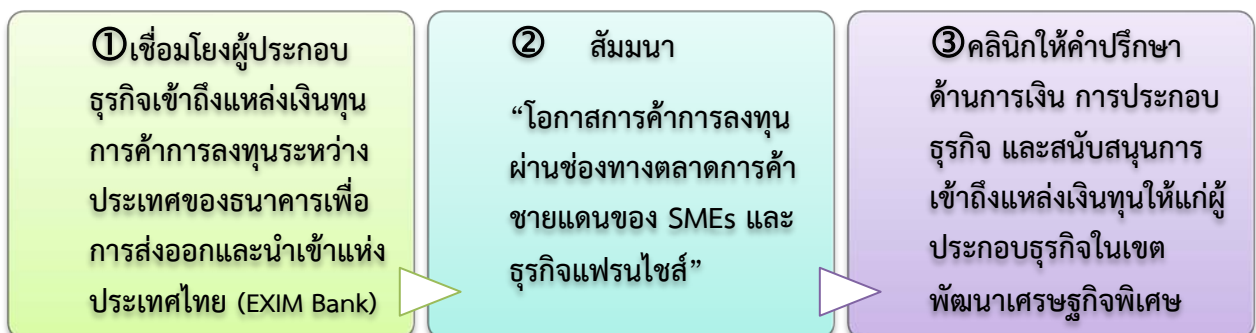 ①เชื่อมโยงผู้ประกอบ
ธุรกิจเข้าถึงแหล่งเงินทุน
การค้าการลงทุนระหว่าง
ประเทศของธนาคารเพื่อ
การส่งออกและนำเข้าแห่ง
ประเทศไทย (EXIM Bank)
② สัมมนา
“โอกาสการค้าการลงทุน
ผ่านช่องทางตลาดการค้า
ชายแดนของ SMEs และ
ธุรกิจแฟรนไชส์”
③คลินิกให้คำปรึกษา
ด้านการเงิน การประกอบ
ธุรกิจ และสนับสนุนการ
เข้าถึงแหล่งเงินทุนให้แก่ผู้
ประกอบธุรกิจในเขต
พัฒนาเศรษฐกิจพิเศษ